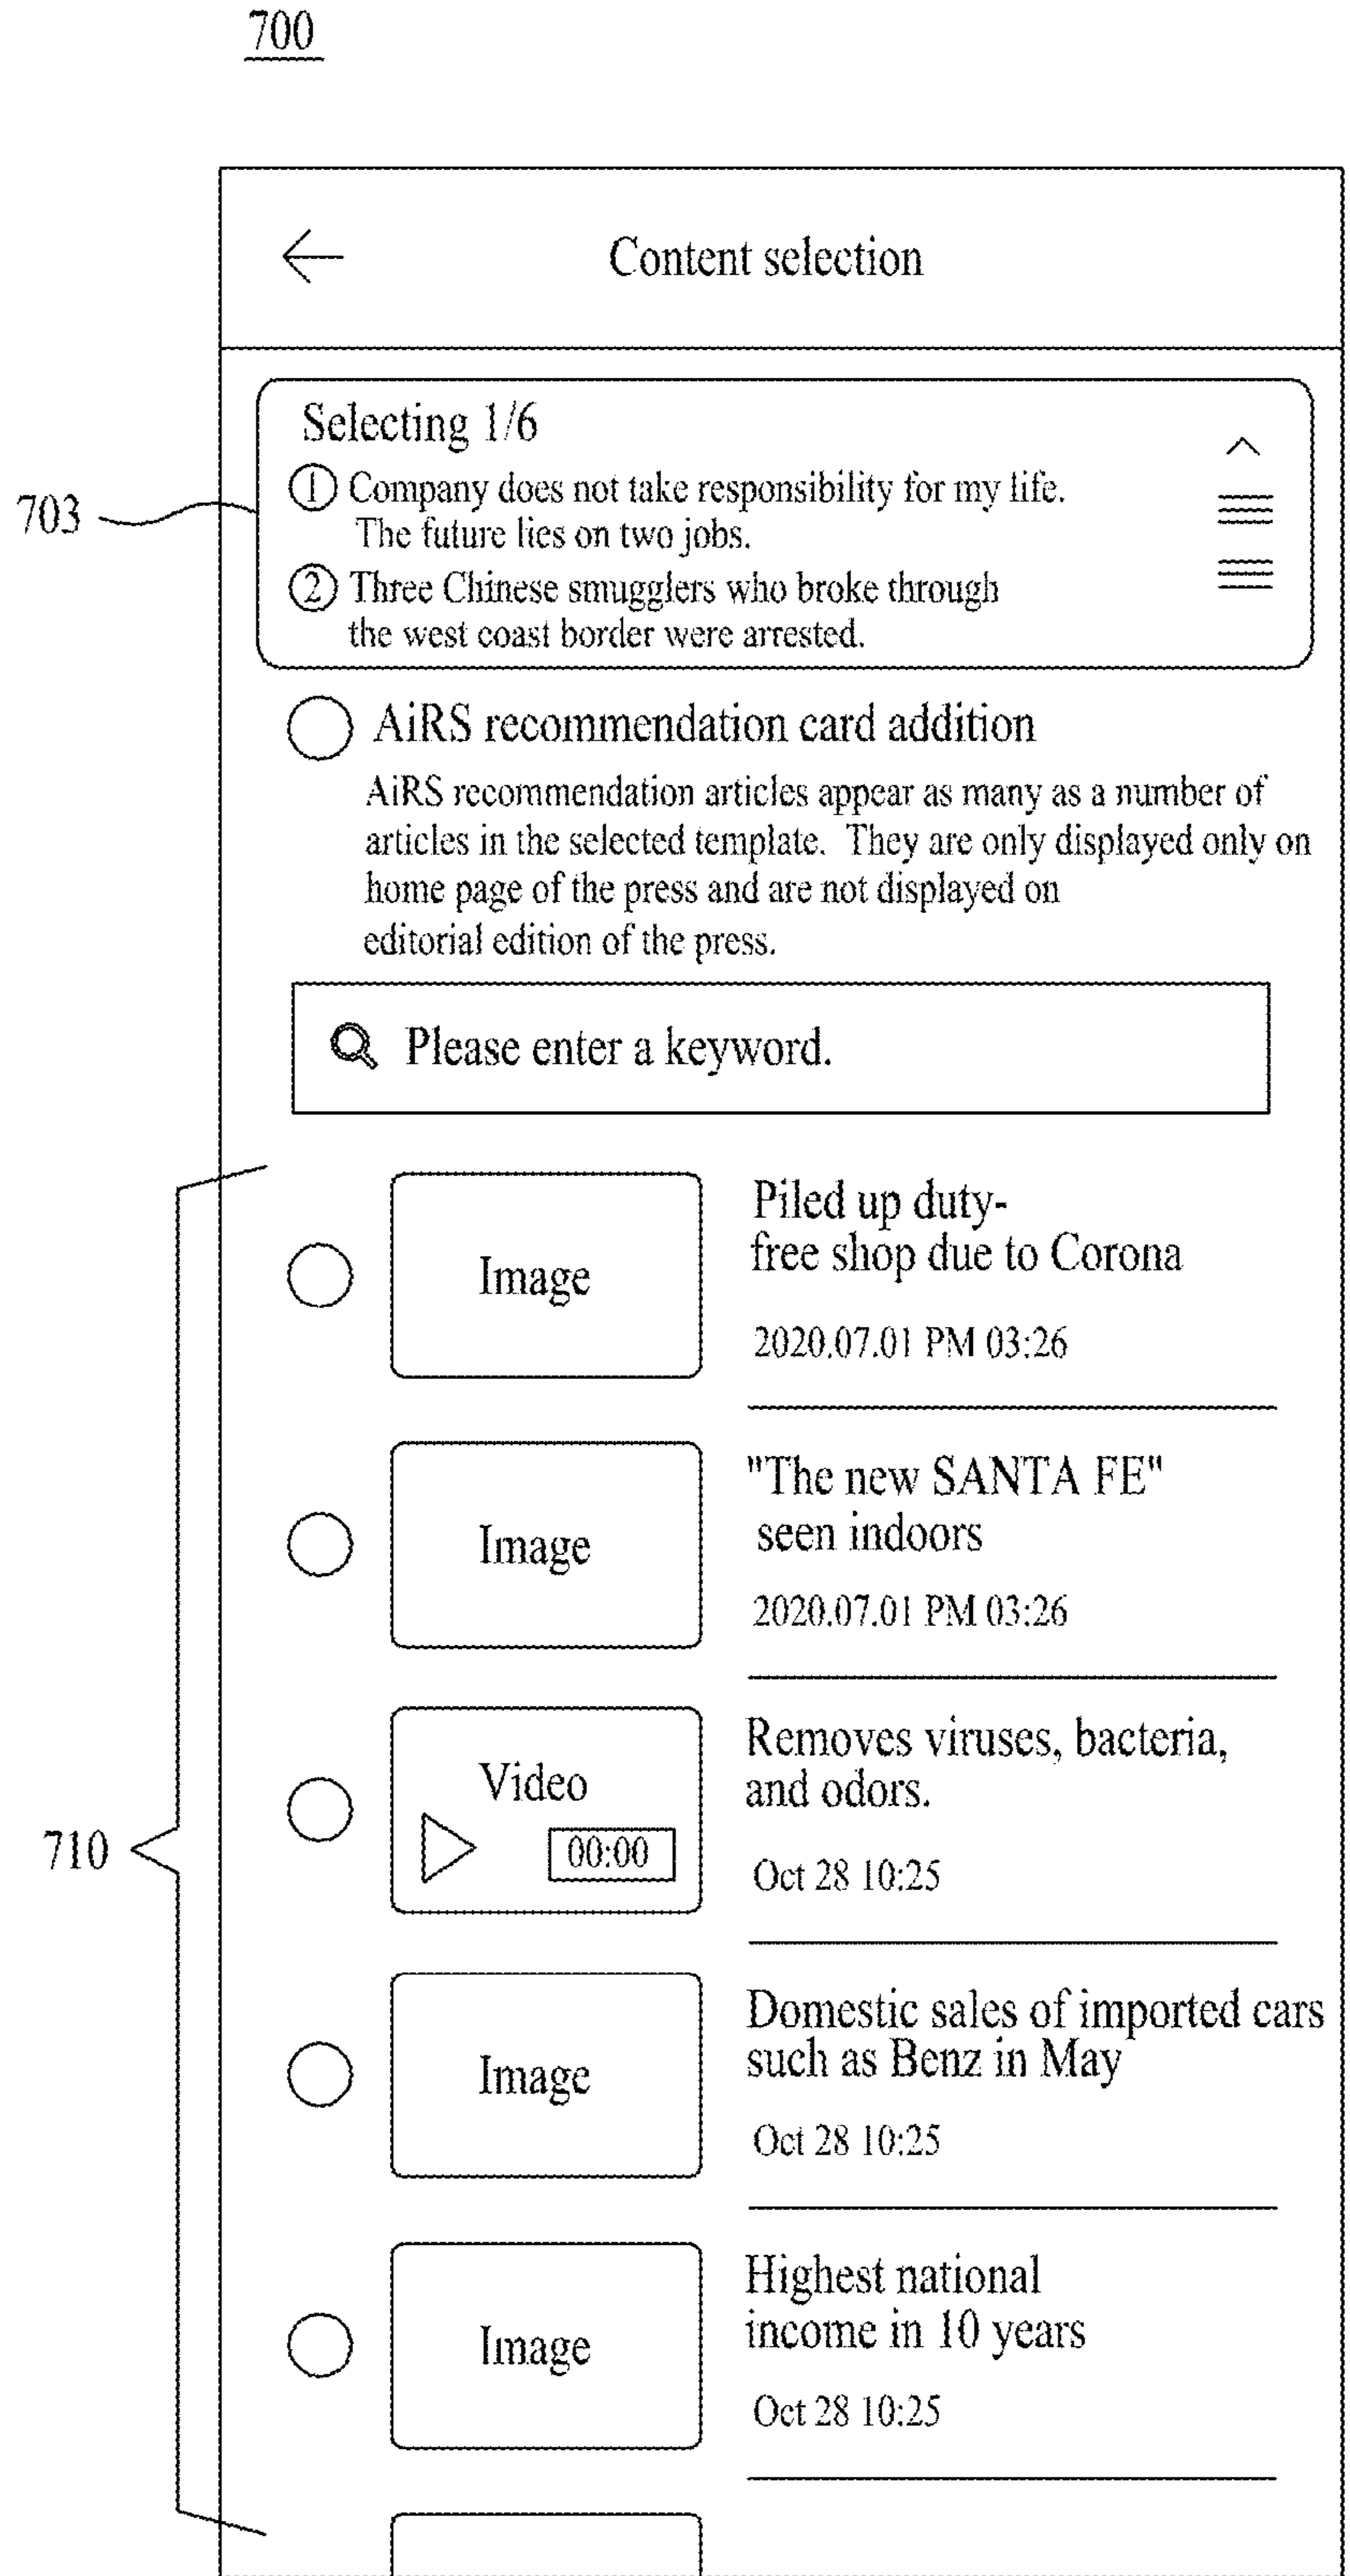 700
Content selection
Selecting 1/6
① Company does not take responsibility for my life.
The future lies on two jobs.
② Three Chinese smugglers who broke through
the west coast border were arrested.
703
AiRS recommendation card addition
AiRS recommendation articles appear as many as a number of
articles in the selected template. They are only displayed only on
home page of the press and are not displayed on
editorial edition of the press.
Please enter a keyword.
Image
Piled up duty-
free shop due to Corona
2020.07.01 PM 03:26
Image
"The new SANTA FE"
seen indoors
2020.07.01 PM 03:26
710
Video
00:00
Removes viruses, bacteria,
and odors.
Oct 28 10:25
Image
Domestic sales of imported cars
such as Benz in May
Oct 28 10:25
Image
Highest national
income in 10 years
Oct 28 10:25